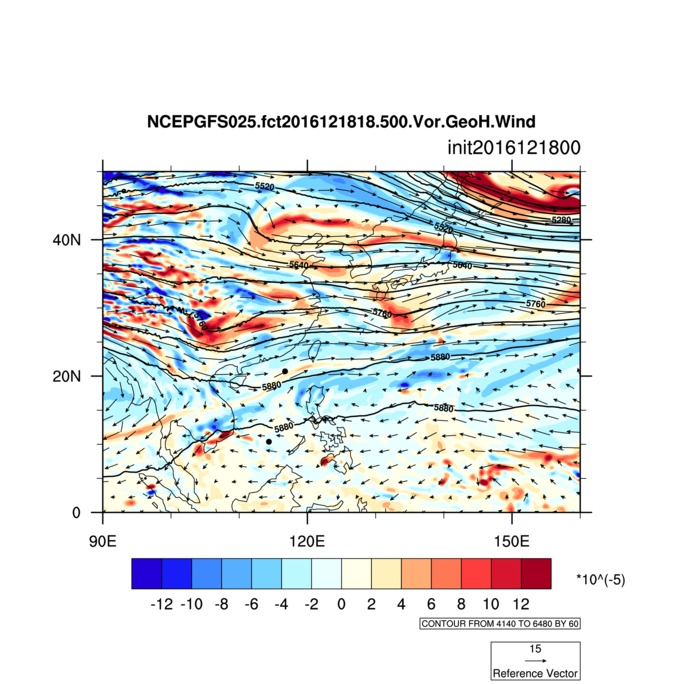 NCEPGFS025.fct2016121818.500.Vor.GeoH.Wind
init2016121800
5520
5280
5520
40N
5640
5640
5760
5760
5760
5880
20N
5880
5880
5880
0
90E 120E 150E
-12 -10 -8 -6 -4 -2 0 2 4 6 8 10 12
*10^(-5)
CONTOUR FROM 4140 TO 6480 BY 60
15
Reference Vector